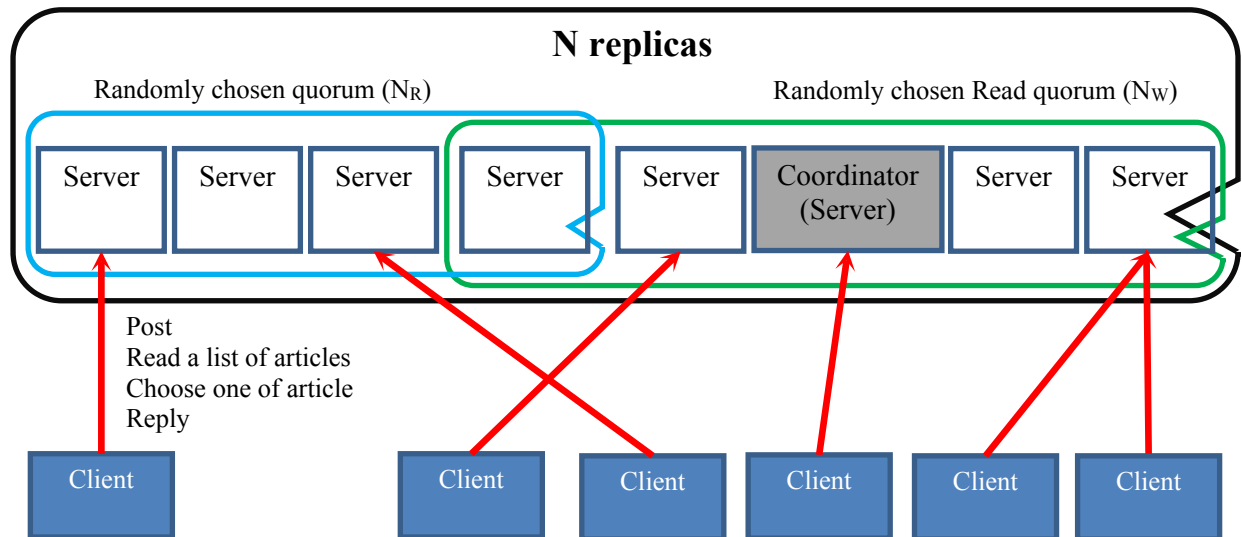 N replicas
Randomly chosen quorum (NR)
Randomly chosen Read quorum (NW)
Server
Server
Server
Server
Server
Coordinator
(Server)
Server
Server
Post
Read a list of articles
Choose one of article
Reply
Client
Client
Client
Client
Client
Client